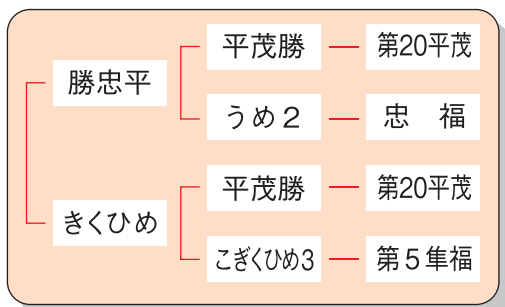 平茂勝 第20平茂
勝忠平
うめ2 忠 福
平茂勝 第20平茂
きくひめ
こぎくひめ3 第5隼福